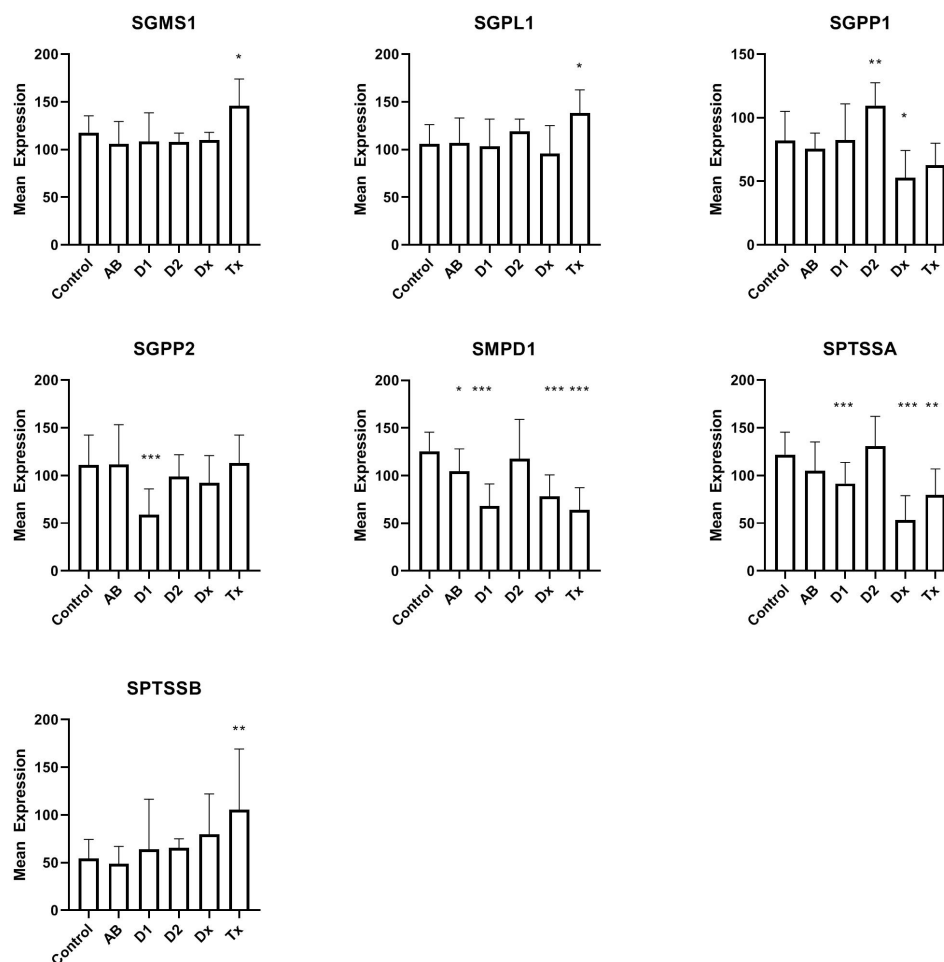 SGMS1
200
*
150
Mean Expression
100
50
0
Control AB D1 D2 Dx Tx
SGPL1
200
*
150
Mean Expression
100
50
0
Control AB D1 D2 Dx Tx
SGPP1
150
** *
100
Mean Expression
50
0
Control AB D1 D2 Dx Tx
SGPP2
200
150
***
Mean Expression
100
50
0
Control AB D1 D2 Dx Tx
SMPD1
200
* *** *** ***
150
Mean Expression
100
50
0
Control AB D1 D2 Dx Tx
SPTSSA
200
*** *** **
150
Mean Expression
100
50
0
Control AB D1 D2 Dx Tx
SPTSSB
200
**
150
Mean Expression
100
50
0
Control AB D1 D2 Dx Tx